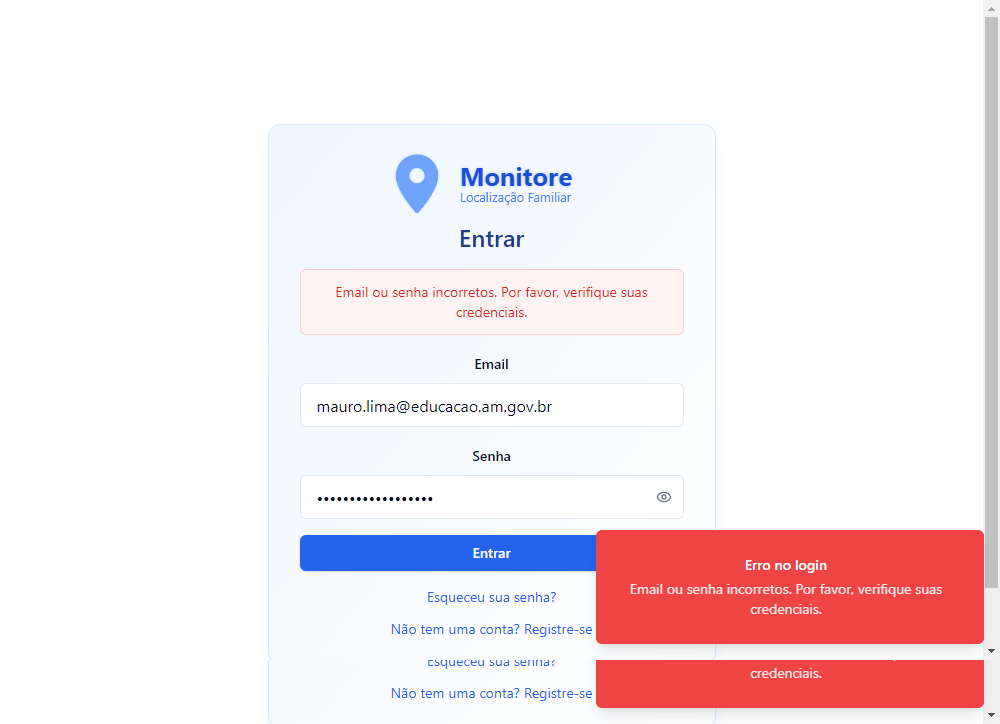 Monitore
Localização Familiar
Entrar
Email ou senha incorretos. Por favor, verifique suas
credenciais.
Email
mauro.lima@educacao.am.gov.br
Senha
••••••••••••••••••
Entrar
Erro no login
Email ou senha incorretos. Por favor, verifique suas
credenciais.
Esqueceu sua senha?
Não tem uma conta? Registre-se
Esqueceu sua senha?
credenciais.
Não tem uma conta? Registre-se